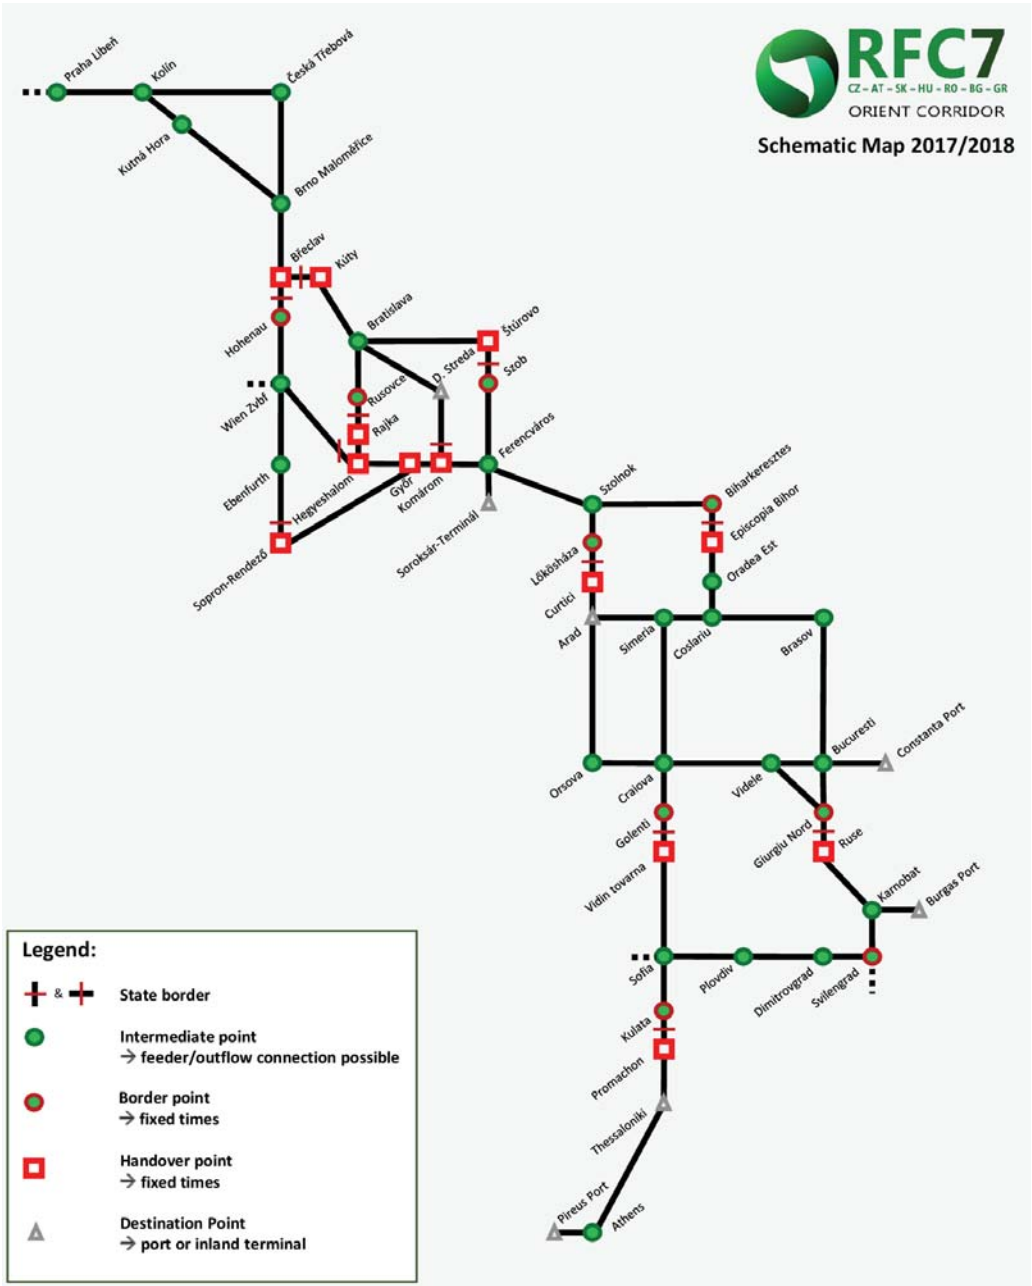 RFC7
CZ – AT – SK – HU – RO – BG – GR
ORIENT CORRIDOR
Schematic Map 2017/2018
Praha Libeň
Kolín
Česká Třebová
Kutná Hora
Brno Maloměřice
Břeclav
Kúty
Hohenau
Bratislava
Štúrovo
D. Streda
Szob
Wien Zvbf
Rusovce
Rajka
Ferencváros
Ebenfurth
Hegyeshalom
Győr
Komárom
Szolnok
Biharkeresztes
Sopron-Rendező
Soroksár-Terminál
Lőkösháza
Episcopia Bihor
Curtici
Oradea Est
Arad
Simeria
Coslariu
Brasov
Orsova
Craiova
Videle
Bucuresti
Constanta Port
Golenti
Giurgiu Nord
Ruse
Vidin tovarna
Karnobat
Burgas Port
Sofia
Plovdiv
Dimitrovgrad
Svilengrad
Kulata
Promachon
Thessaloniki
Pireus Port
Athens
Legend:
& State border
Intermediate point
→ feeder/outflow connection possible
Border point
→ fixed times
Handover point
→ fixed times
Destination Point
→ port or inland terminal